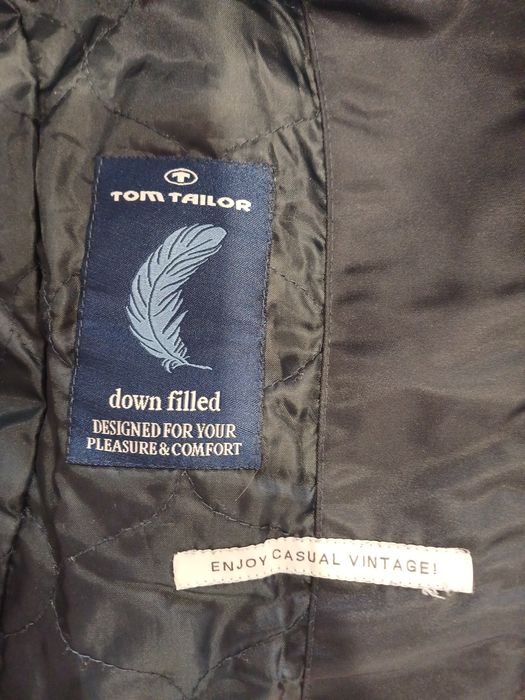 TOM TAILOR
down filled
DESIGNED FOR YOUR
PLEASURE & COMFORT
ENJOY CASUAL VINTAGE!